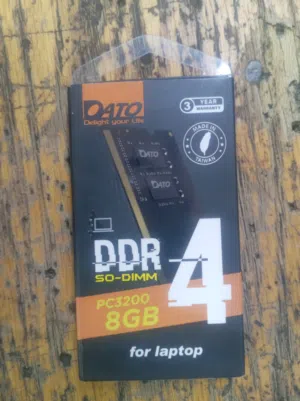 DATO
Delight your Life
3 YEAR
WARRANTY
MADE IN
TAIWAN
DATO
DATO
DDR
4
SO-DIMM
PC3200
8GB
for laptop